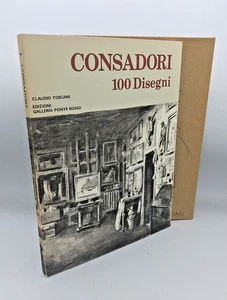 CONSADORI
100 Disegni
CLAUDIO TOSCANI
EDIZIONI
GALLERIA PONTE ROSSO